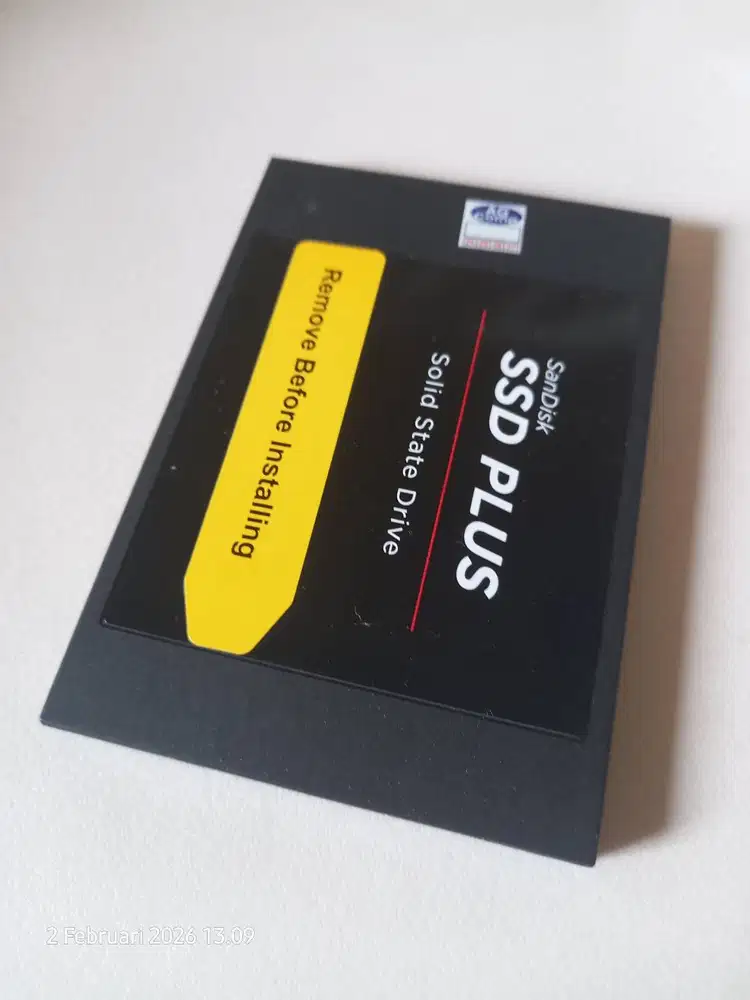 SanDisk
SSD PLUS
Solid State Drive
Remove Before Installing
2 Februari 2026 13.09